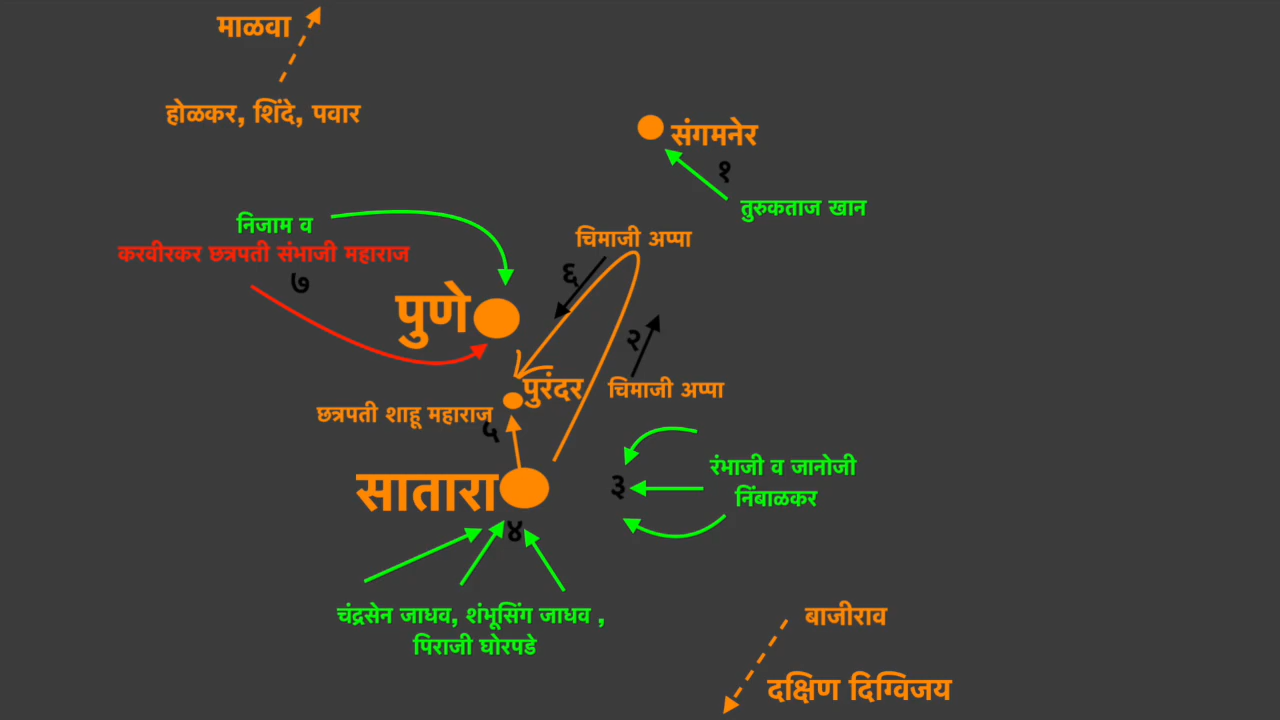 माळवा
होळकर, शिंदे, पवार
संगमनेर
१
तुरुकताज खान
निजाम व
करवीरकर छत्रपती संभाजी महाराज
७
चिमाजी अप्पा
६
पुणे
२
पुरंदर
चिमाजी अप्पा
छत्रपती शाहू महाराज
५
सातारा
३
रंभाजी व जानोजी
निंबाळकर
४
चंद्रसेन जाधव, शंभूसिंग जाधव ,
पिराजी घोरपडे
बाजीराव
दक्षिण दिग्विजय